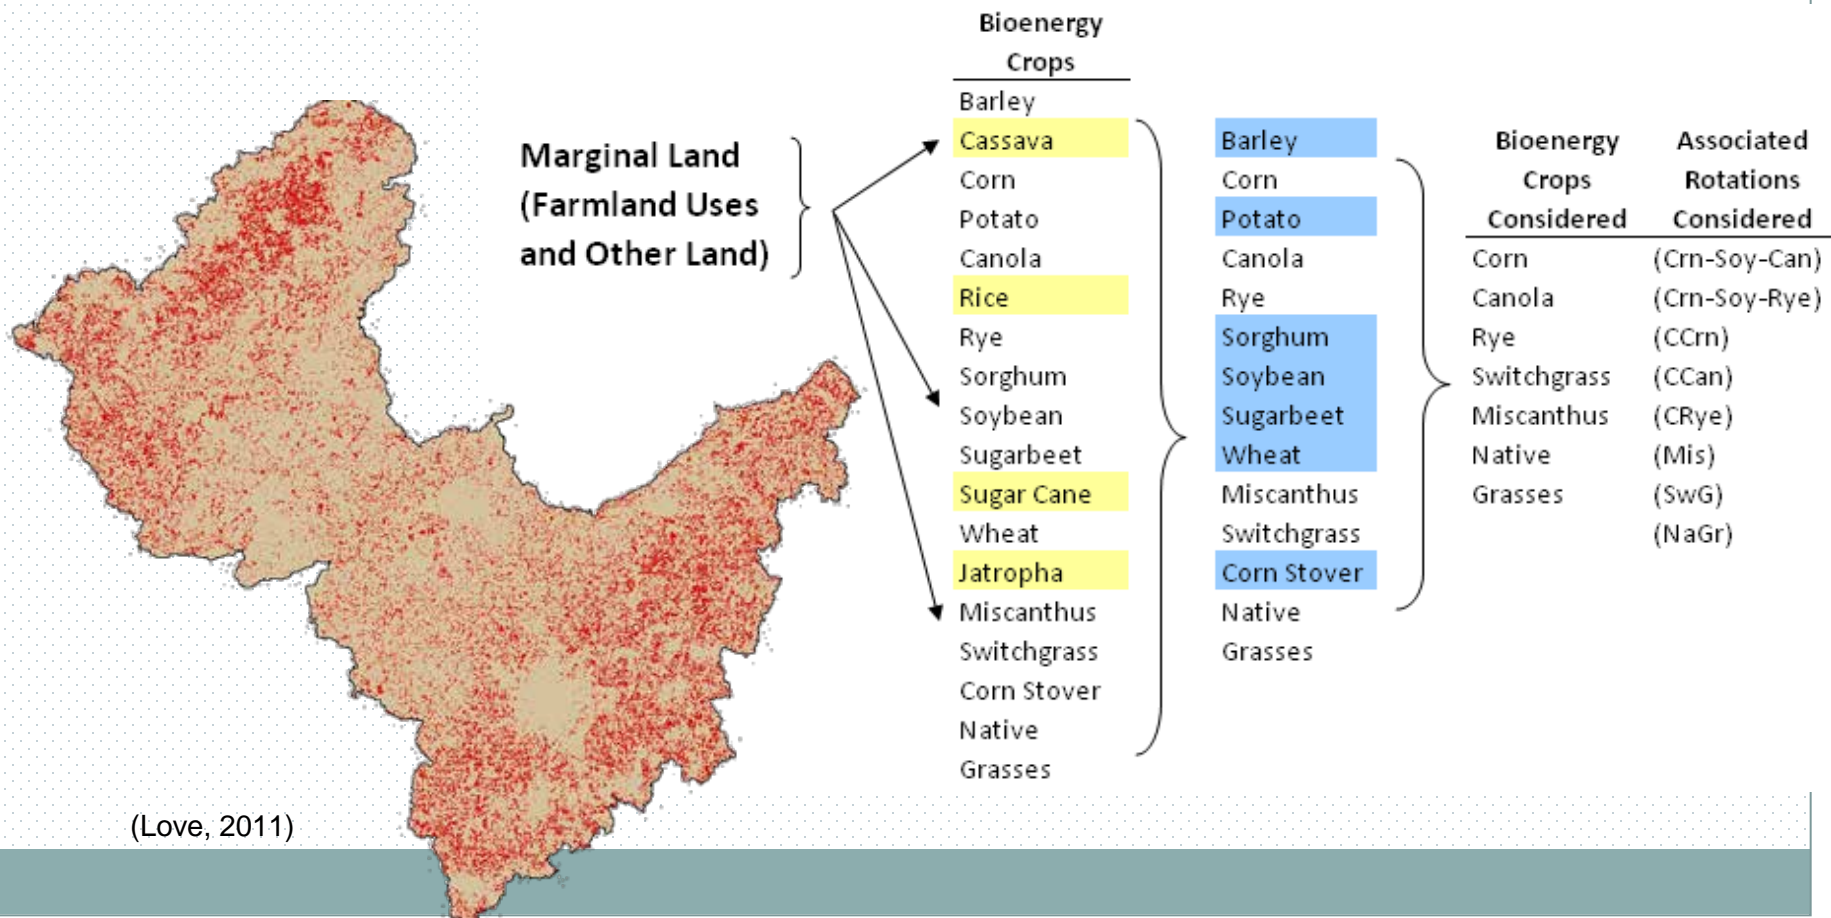 Marginal Land
(Farmland Uses
and Other Land)
Bioenergy
Crops
Barley
Cassava
Corn
Potato
Canola
Rice
Rye
Sorghum
Soybean
Sugarbeet
Sugar Cane
Wheat
Jatropha
Miscanthus
Switchgrass
Corn Stover
Native
Grasses
Barley
Corn
Potato
Canola
Rye
Sorghum
Soybean
Sugarbeet
Wheat
Miscanthus
Switchgrass
Corn Stover
Native
Grasses
Bioenergy
Crops
Considered
Corn
Canola
Rye
Switchgrass
Miscanthus
Native
Grasses
Associated
Rotations
Considered
(Crn-Soy-Can)
(Crn-Soy-Rye)
(CCrn)
(CCan)
(CRye)
(Mis)
(SwG)
(NaGr)
(Love, 2011)